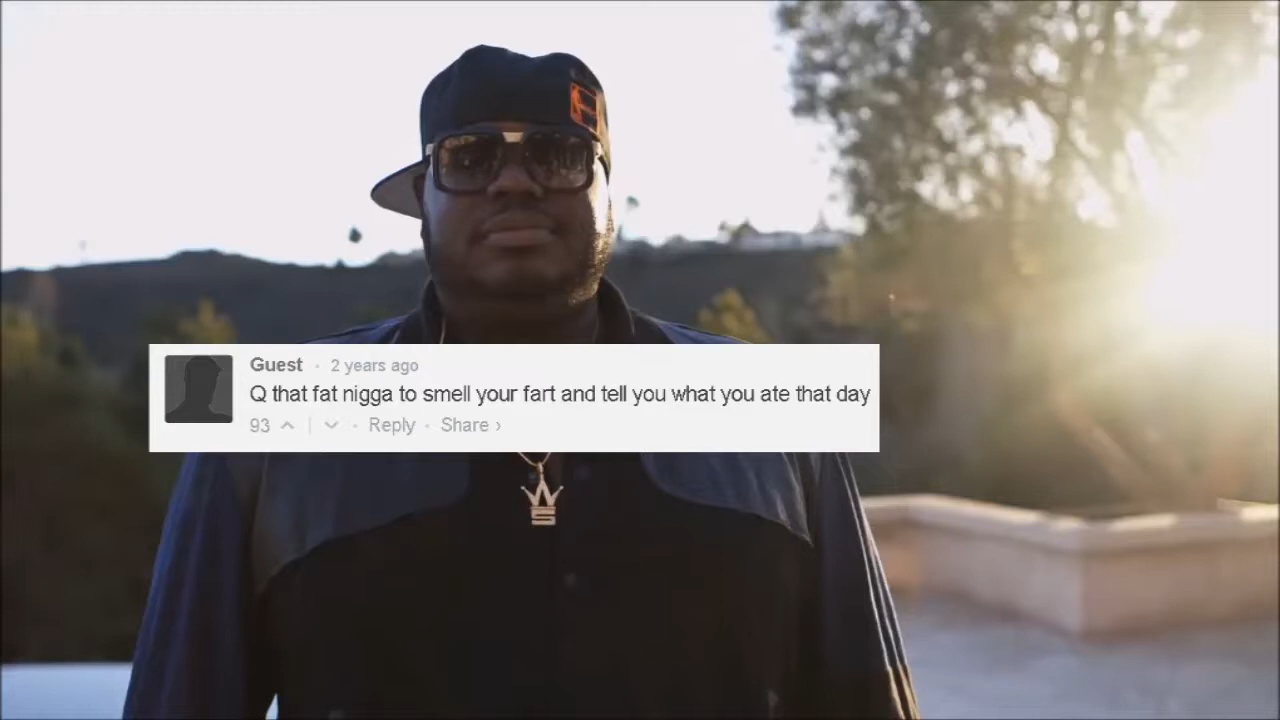 Guest · 2 years ago
Q that fat nigga to smell your fart and tell you what you ate that day
93 | · Reply · Share ›
WS